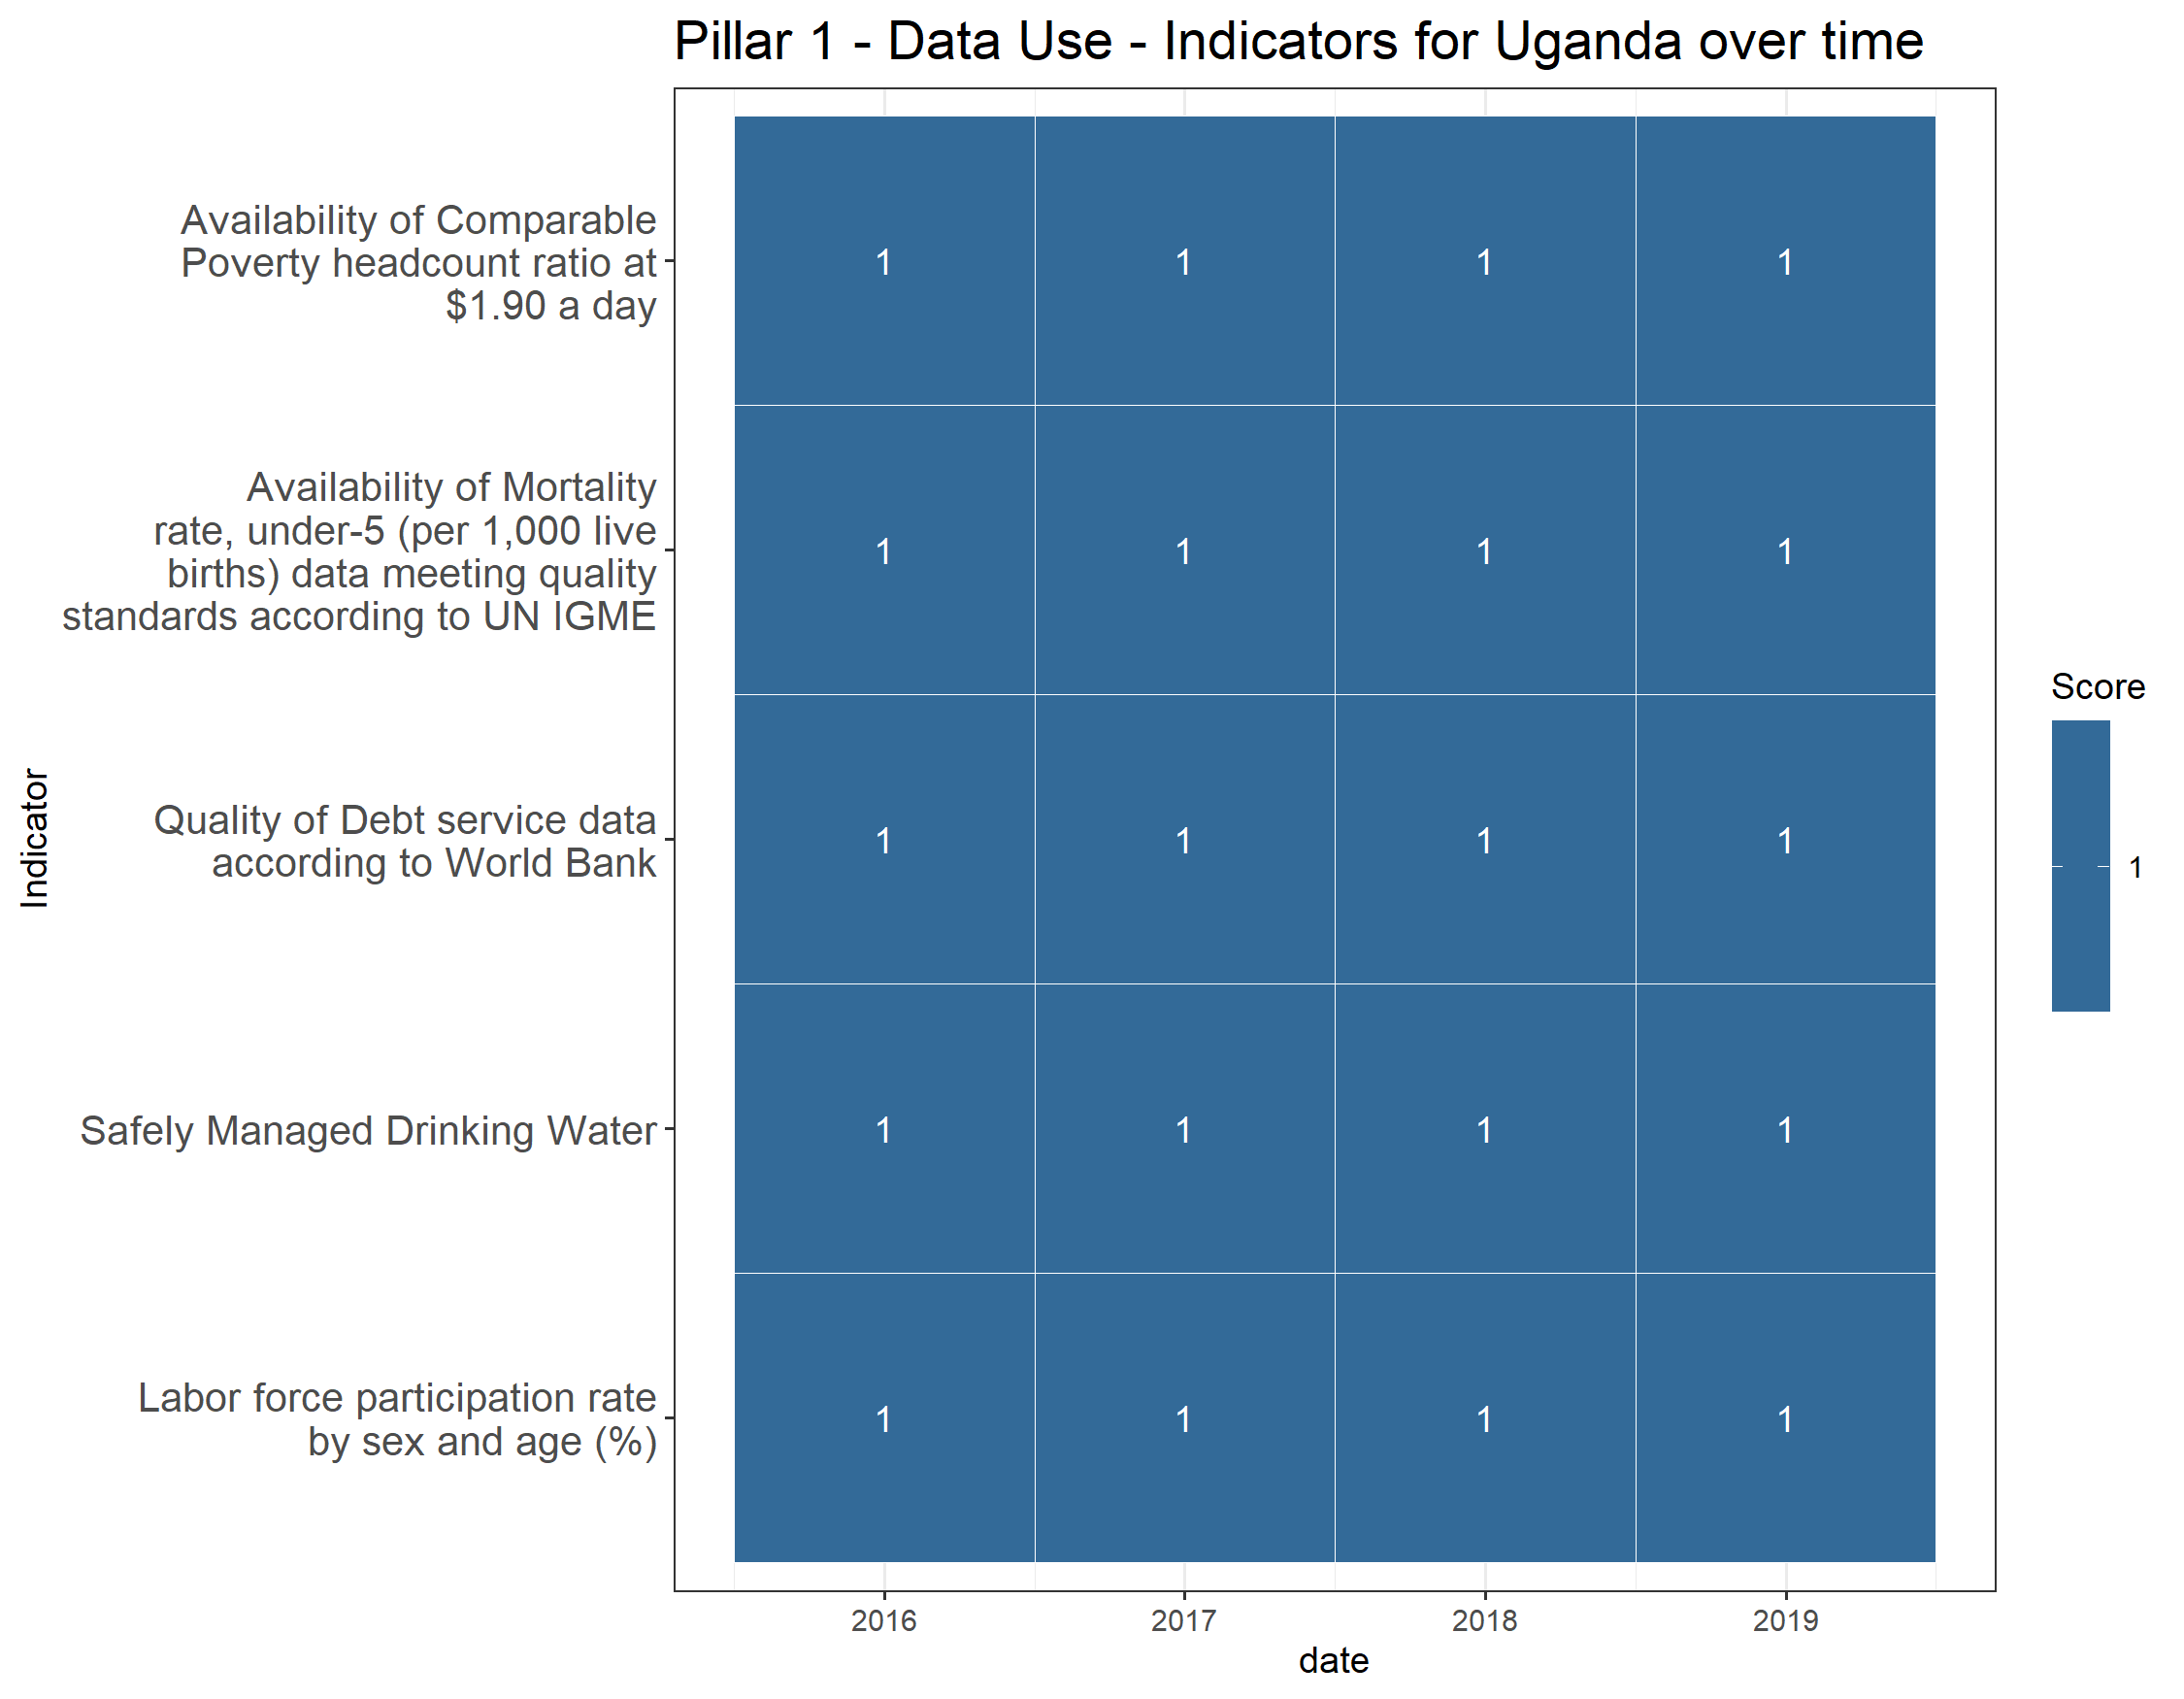 Pillar 1 - Data Use - Indicators for Uganda over time
Availability of Comparable
Poverty headcount ratio at
$1.90 a day
1 1 1 1
Availability of Mortality
rate, under-5 (per 1,000 live
births) data meeting quality
standards according to UN IGME
1 1 1 1
Quality of Debt service data
according to World Bank
1 1 1 1
Safely Managed Drinking Water
1 1 1 1
Labor force participation rate
by sex and age (%)
1 1 1 1
Indicator
2016 2017 2018 2019
date
Score
1